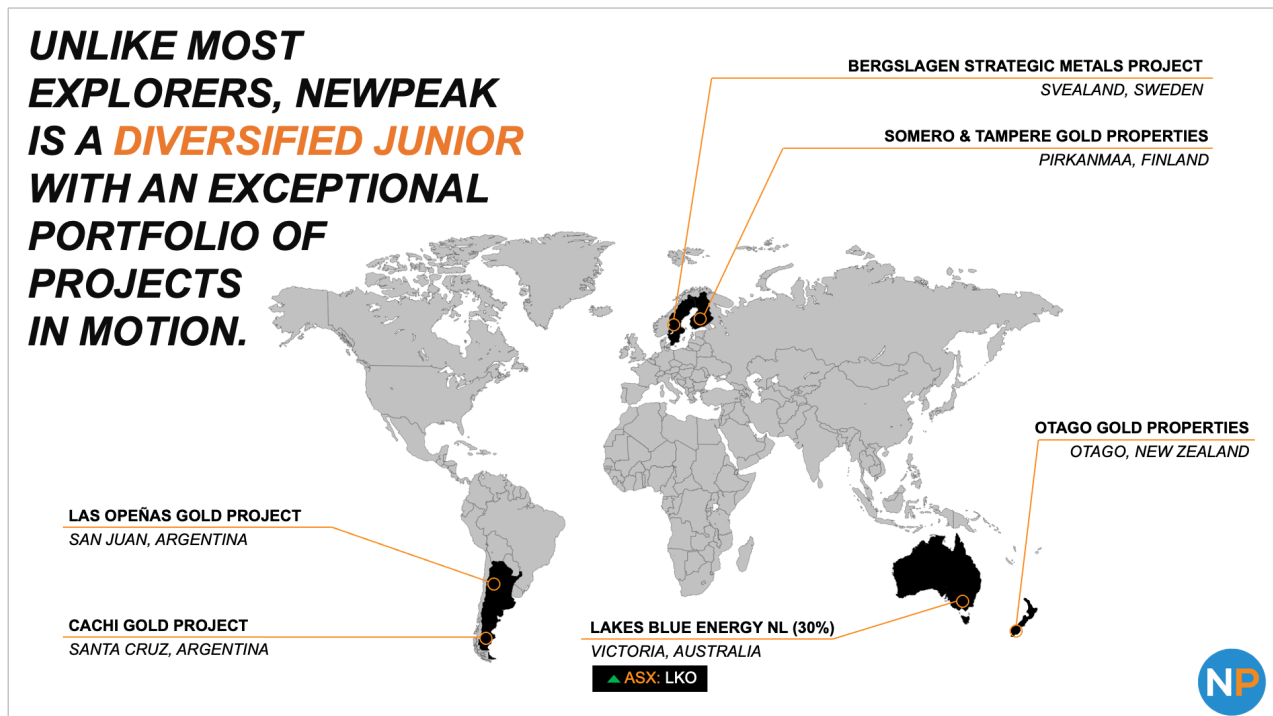 UNLIKE MOST
EXPLORERS, NEWPEAK
IS A DIVERSIFIED JUNIOR
WITH AN EXCEPTIONAL
PORTFOLIO OF
PROJECTS
IN MOTION.
BERGSLAGEN STRATEGIC METALS PROJECT
SVEALAND, SWEDEN
SOMERO & TAMPERE GOLD PROPERTIES
PIRKANMAA, FINLAND
OTAGO GOLD PROPERTIES
OTAGO, NEW ZEALAND
LAS OPEÑAS GOLD PROJECT
SAN JUAN, ARGENTINA
CACHI GOLD PROJECT
SANTA CRUZ, ARGENTINA
LAKES BLUE ENERGY NL (30%)
VICTORIA, AUSTRALIA
ASX: LKO
NP